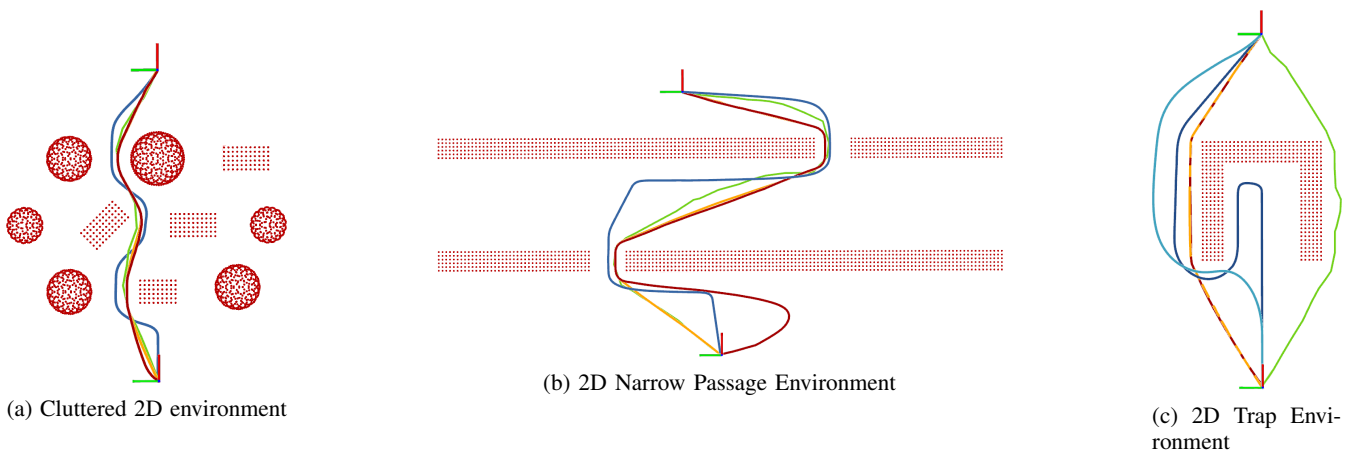 (a) Cluttered 2D environment
(b) 2D Narrow Passage Environment
(c) 2D Trap Envi-
ronment